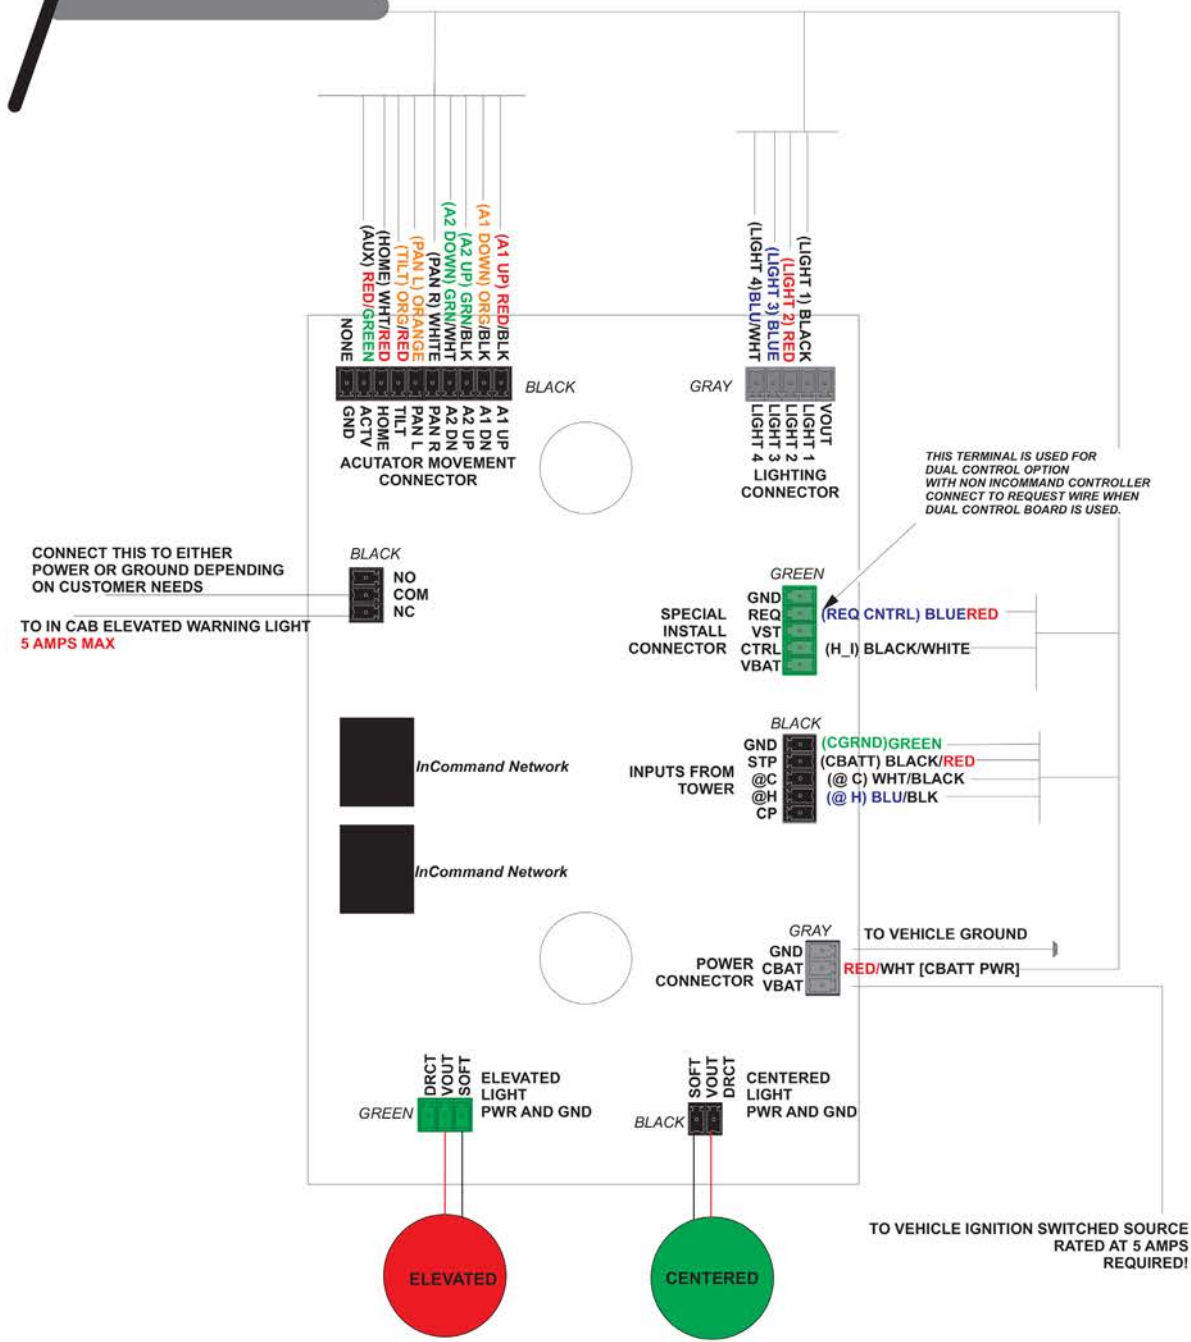 (AUX) RED/GREEN
(HOME) WHT/RED
(TILT) ORG/RED
(PAN L) ORANGE
(PAN R) WHITE
(A2 DOWN) GRN/WHT
(A2 UP) GRN/BLK
(A1 DOWN) ORG/BLK
(A1 UP) RED/BLK
NONE
(LIGHT 4)BLU/WHT
(LIGHT 3) BLUE
(LIGHT 2) RED
(LIGHT 1) BLACK
BLACK
GRAY
GND
ACTV
HOME
TILT
PAN L
PAN R
A2 DN
A2 UP
A1 DN
A1 UP
ACUTATOR MOVEMENT
CONNECTOR
LIGHT 4
LIGHT 3
LIGHT 2
LIGHT 1
VOUT
LIGHTING
CONNECTOR
THIS TERMINAL IS USED FOR
DUAL CONTROL OPTION
WITH NON INCOMMAND CONTROLLER
CONNECT TO REQUEST WIRE WHEN
DUAL CONTROL BOARD IS USED.
CONNECT THIS TO EITHER
POWER OR GROUND DEPENDING
ON CUSTOMER NEEDS
BLACK
NO
COM
NC
TO IN CAB ELEVATED WARNING LIGHT
5 AMPS MAX
GREEN
SPECIAL
INSTALL
CONNECTOR
GND
REQ
VST
CTRL
VBAT
(REQ CNTRL) BLUERED
(H_I) BLACK/WHITE
BLACK
INPUTS FROM
TOWER
GND
STP
@C
@H
CP
(CGRND)GREEN
(CBATT) BLACK/RED
(@ C) WHT/BLACK
(@ H) BLU/BLK
InCommand Network
InCommand Network
GRAY
POWER
CONNECTOR
GND
CBAT
VBAT
TO VEHICLE GROUND
RED/WHT [CBATT PWR]
DRCT
VOUT
SOFT
ELEVATED
LIGHT
PWR AND GND
GREEN
SOFT
VOUT
DRCT
CENTERED
LIGHT
PWR AND GND
BLACK
ELEVATED
CENTERED
TO VEHICLE IGNITION SWITCHED SOURCE
RATED AT 5 AMPS
REQUIRED!